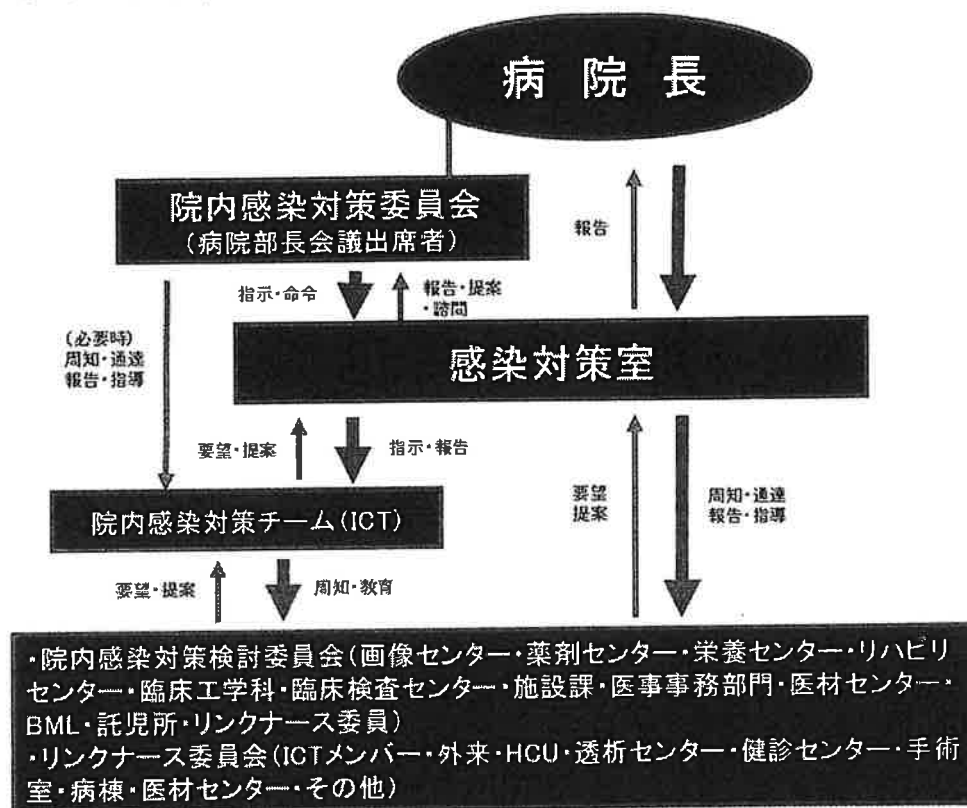 病院長
院内感染対策委員会
(病院部長会議出席者)
報告
指示・命令
報告・提案
・諮問
(必要時)
周知・通達
報告・指導
感染対策室
要望・提案
指示・報告
要望
提案
周知・通達
報告・指導
院内感染対策チーム(ICT)
要望・提案
周知・教育
・院内感染対策検討委員会(画像センター・薬剤センター・栄養センター・リハビリ
センター・臨床工学科・臨床検査センター・施設課・医事事務部門・医材センター・
BML・託児所・リンクナース委員)
・リンクナース委員会(ICTメンバー・外来・HCU・透析センター・健診センター・手術
室・病棟・医材センター・その他)